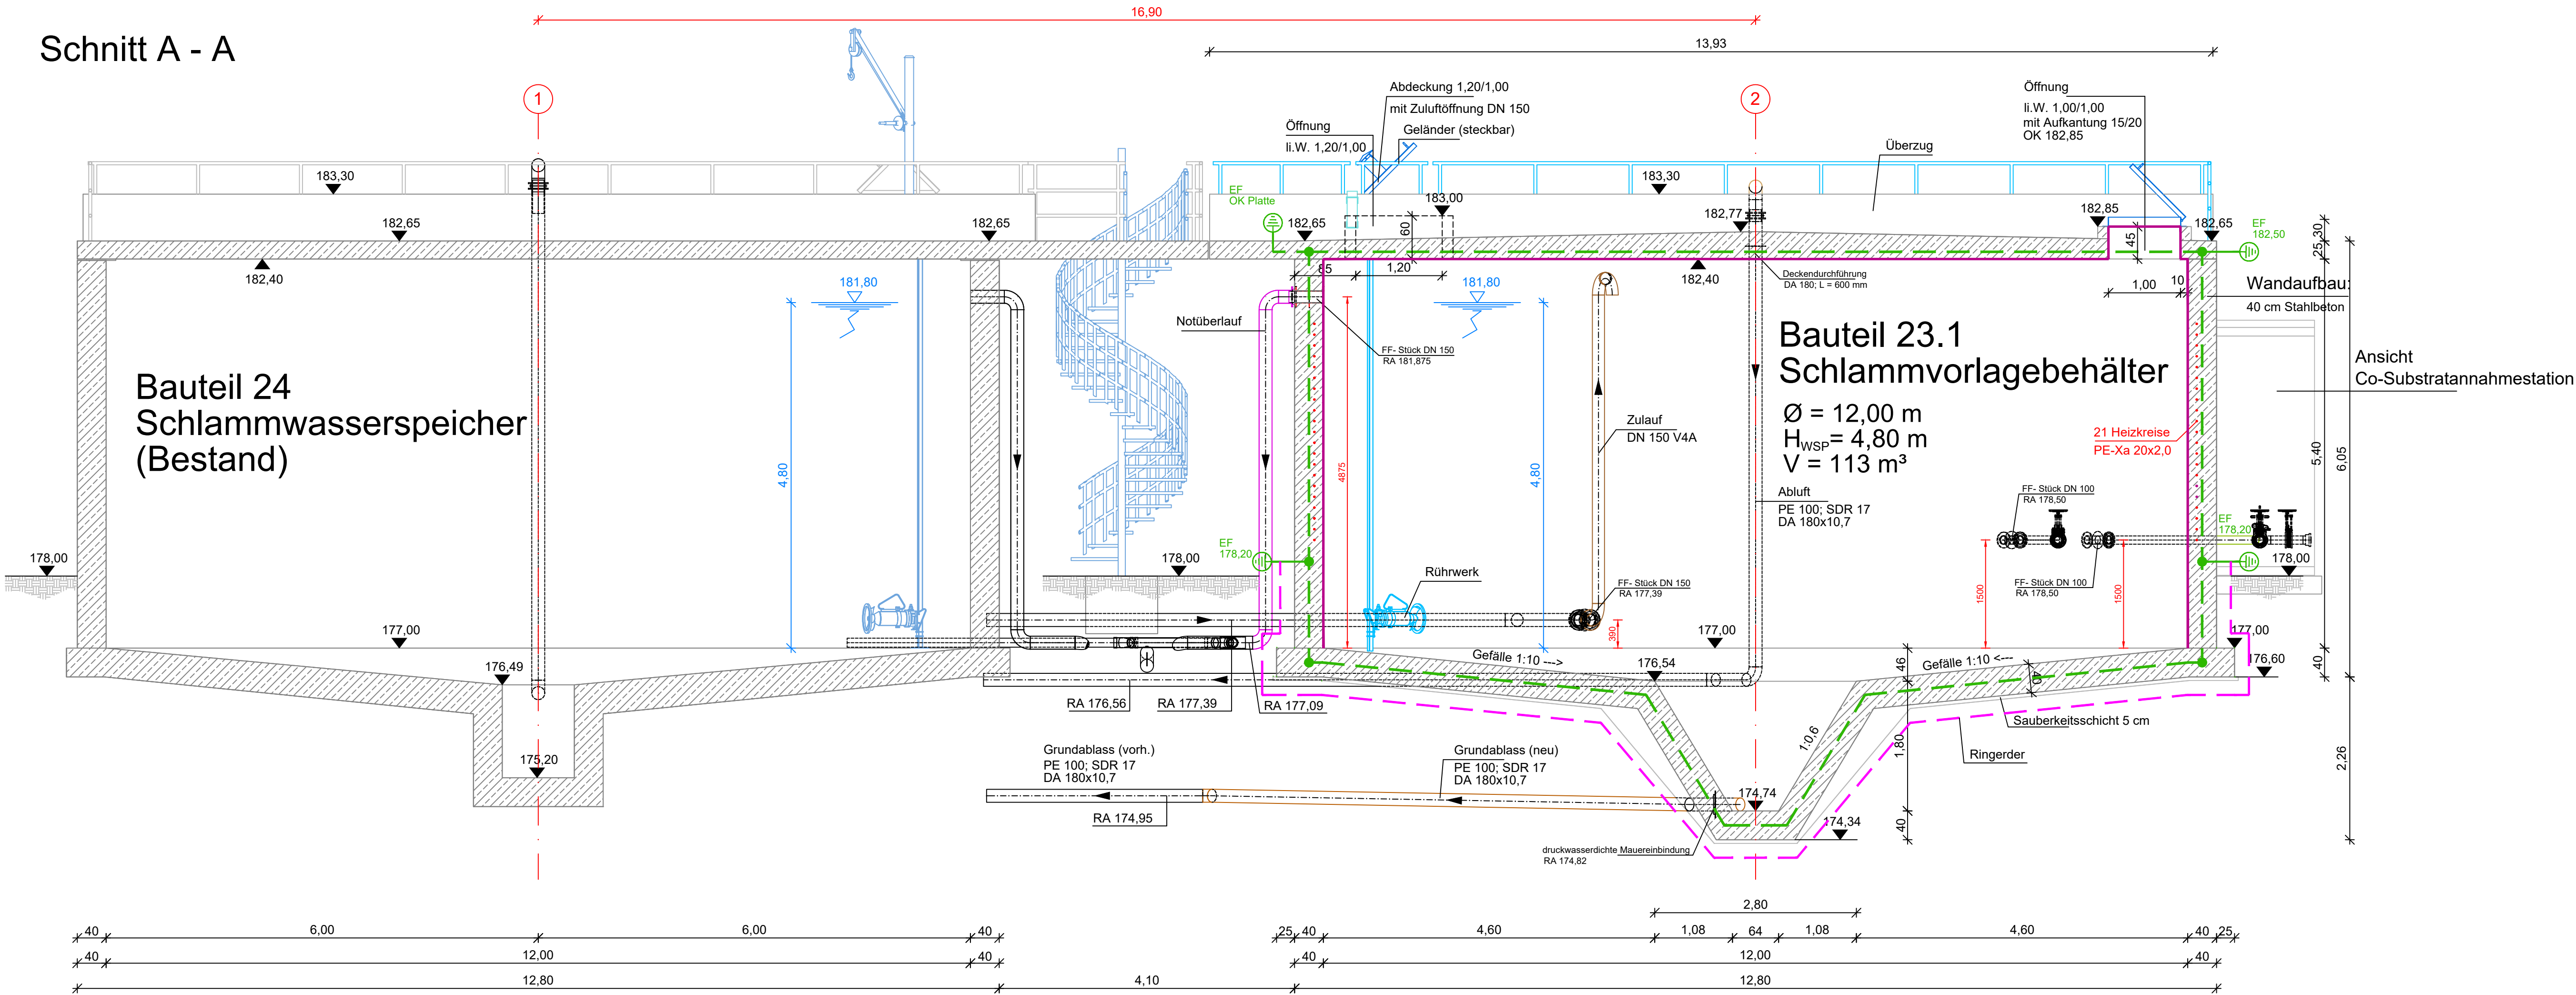 16,90
Schnitt A - A
13,93
1
2
Abdeckung 1,20/1,00
mit Zuluftöffnung DN 150
Geländer (steckbar)
Öffnung
li.W. 1,20/1,00
Öffnung
li.W. 1,00/1,00
mit Aufkantung 15/20
OK 182,85
Überzug
183,30
183,30
EF
OK Platte
183,00
182,65
182,65
182,65
60
182,77
182,85
182,65
EF
182,50
45
30
25
182,40
85
1,20
182,40
Deckendurchführung
DA 180; L = 600 mm
1,00
10
Wandaufbau:
40 cm Stahlbeton
181,80
181,80
Notüberlauf
FF- Stück DN 150
RA 181,875
Bauteil 24
Schlammwasserspeicher
(Bestand)
Bauteil 23.1
Schlammvorlagebehälter
Ø = 12,00 m
HWSP= 4,80 m
V = 113 m³
Ansicht
Co-Substratannahmestation
Zulauf
DN 150 V4A
21 Heizkreise
PE-Xa 20x2,0
4,80
4875
4,80
5,40
6,05
Abluft
PE 100; SDR 17
DA 180x10,7
FF- Stück DN 100
RA 178,50
EF
178,20
EF
178,20
178,00
178,00
178,00
Rührwerk
FF- Stück DN 150
RA 177,39
FF- Stück DN 100
RA 178,50
1500
1500
390
177,00
177,00
177,00
176,49
Gefälle 1:10 --->
176,54
46
Gefälle 1:10 <---
40
176,60
40
RA 176,56
RA 177,39
RA 177,09
Sauberkeitsschicht 5 cm
Ringerder
1:0,6
1,80
2,26
Grundablass (vorh.)
PE 100; SDR 17
DA 180x10,7
Grundablass (neu)
PE 100; SDR 17
DA 180x10,7
175,20
174,74
RA 174,95
174,34
40
druckwasserdichte Mauereinbindung
RA 174,82
2,80
40
6,00
6,00
40
25
40
4,60
1,08
64
1,08
4,60
40
25
40
12,00
40
40
12,00
40
12,80
4,10
12,80